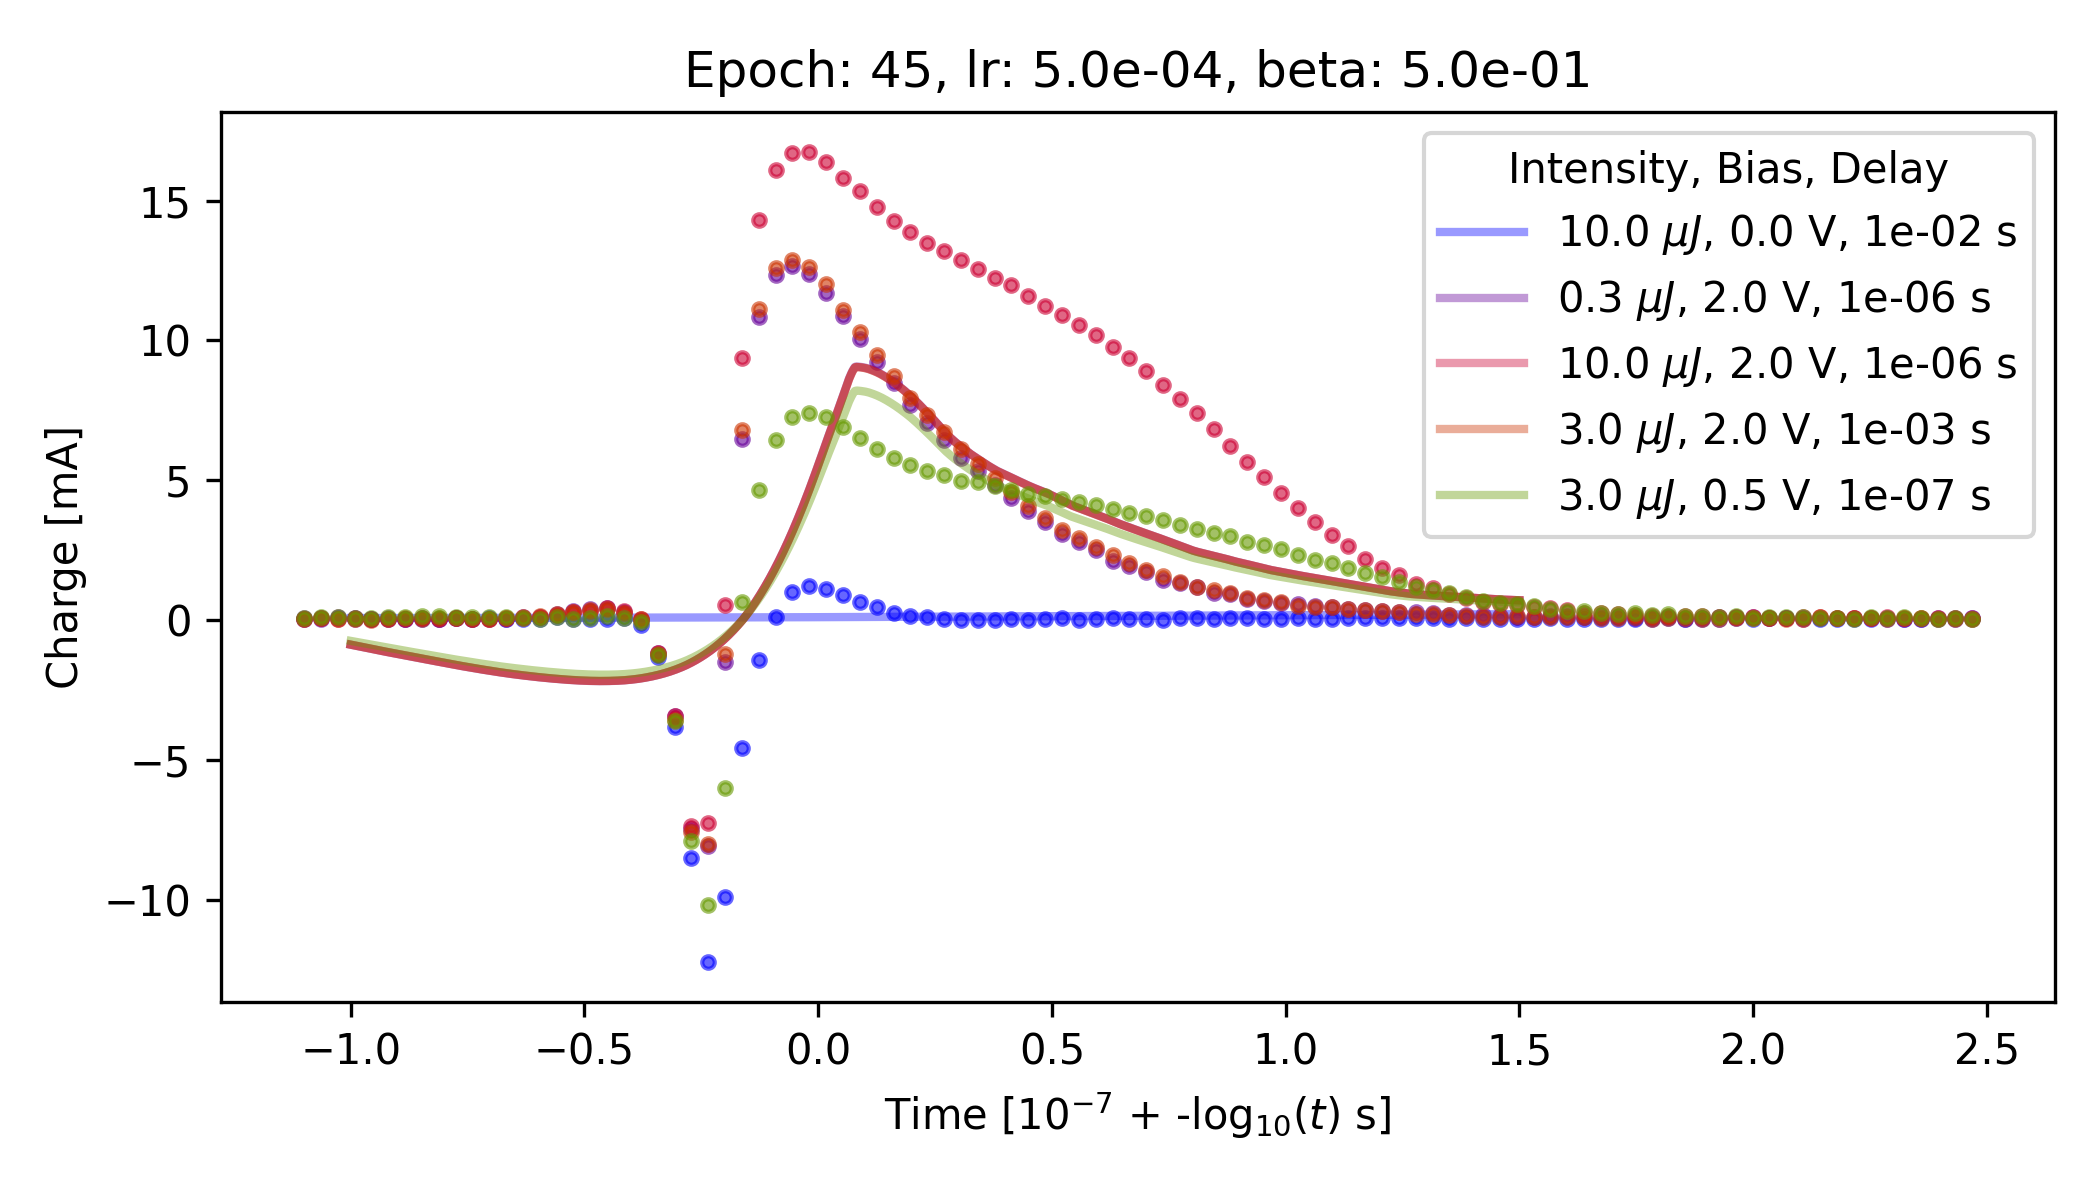 Epoch: 45, lr: 5.0e-04, beta: 5.0e-01
Charge [mA]
15
10
5
0
−5
−10
Intensity, Bias, Delay
10.0 μJ, 0.0 V, 1e-02 s
0.3 μJ, 2.0 V, 1e-06 s
10.0 μJ, 2.0 V, 1e-06 s
3.0 μJ, 2.0 V, 1e-03 s
3.0 μJ, 0.5 V, 1e-07 s
−1.0 −0.5 0.0 0.5 1.0 1.5 2.0 2.5
Time [10⁻⁷ + -log₁₀(t) s]